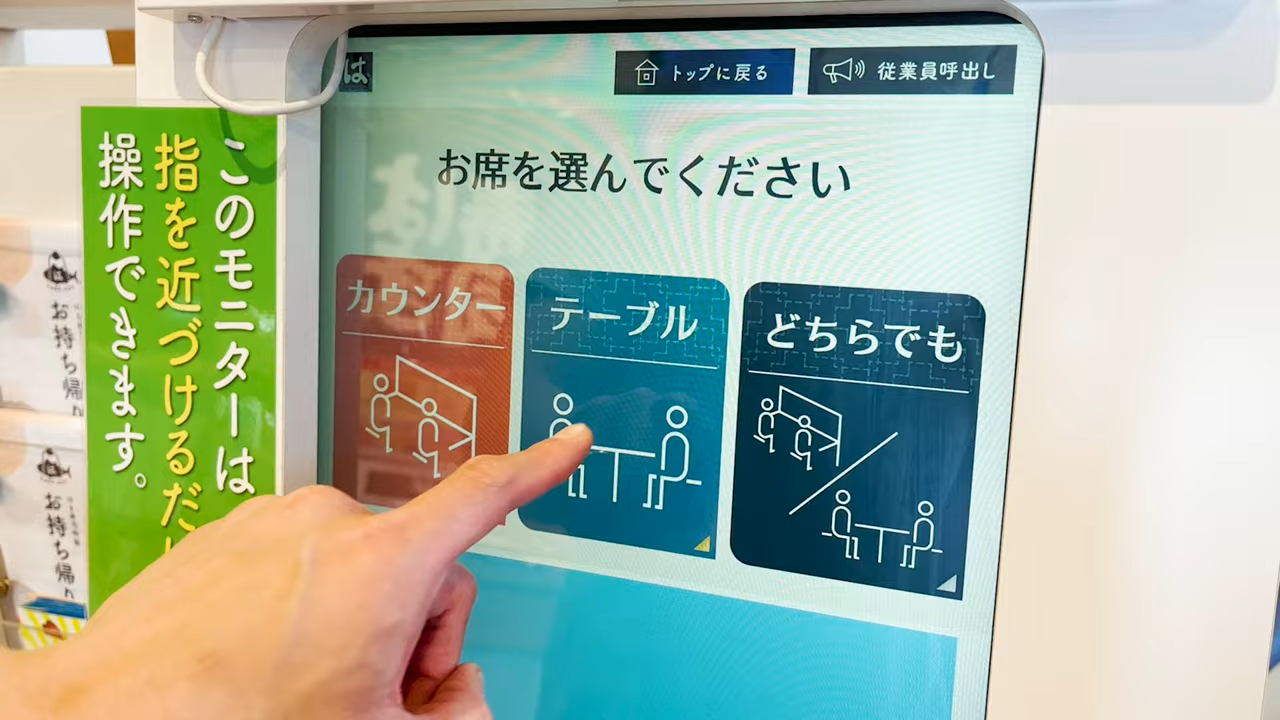 は
トップに戻る
従業員呼出し
お席を選んでください
カウンター
テーブル
どちらでも
このモニターは
指を近づけるだ
操作できます。
お持ち帰り
お持ち帰り